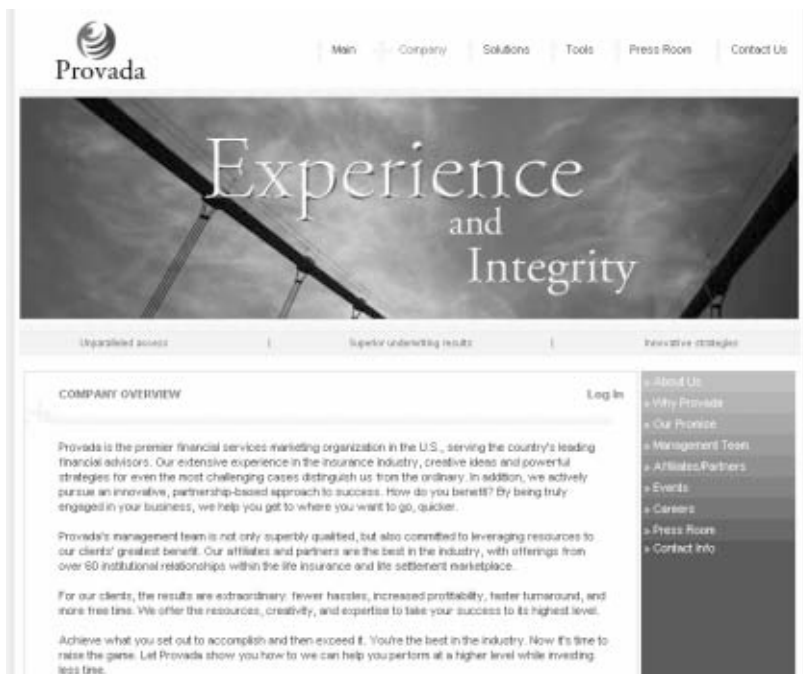 Provada
Main Company Solutions Tools Press Room Contact Us
Experience
and
Integrity
Unparalleled access | Superior underwriting results | Innovative strategies
COMPANY OVERVIEW Log In
Provada is the premier financial services marketing organization in the U.S., serving the country's leading
financial advisors. Our extensive experience in the insurance industry, creative ideas and powerful
strategies for even the most challenging cases distinguish us from the ordinary. In addition, we actively
pursue an innovative, partnership-based approach to success. How do you benefit? By being truly
engaged in your business, we help you get to where you want to go, quicker.
Provada's management team is not only superbly qualified, but also committed to leveraging resources to
our clients' greatest benefit. Our affiliates and partners are the best in the industry, with offerings from
over 60 institutional relationships within the life insurance and life settlement marketplace.
For our clients, the results are extraordinary: fewer hassles, increased profitability, faster turnaround, and
more free time. We offer the resources, creativity, and expertise to take your success to its highest level.
Achieve what you set out to accomplish and then exceed it. You're the best in the industry. Now it's time to
raise the game. Let Provada show you how to we can help you perform at a higher level while investing
less time.
» About Us
» Why Provada
» Our Promise
» Management Team
» Affiliates/Partners
» Events
» Careers
» Press Room
» Contact Info